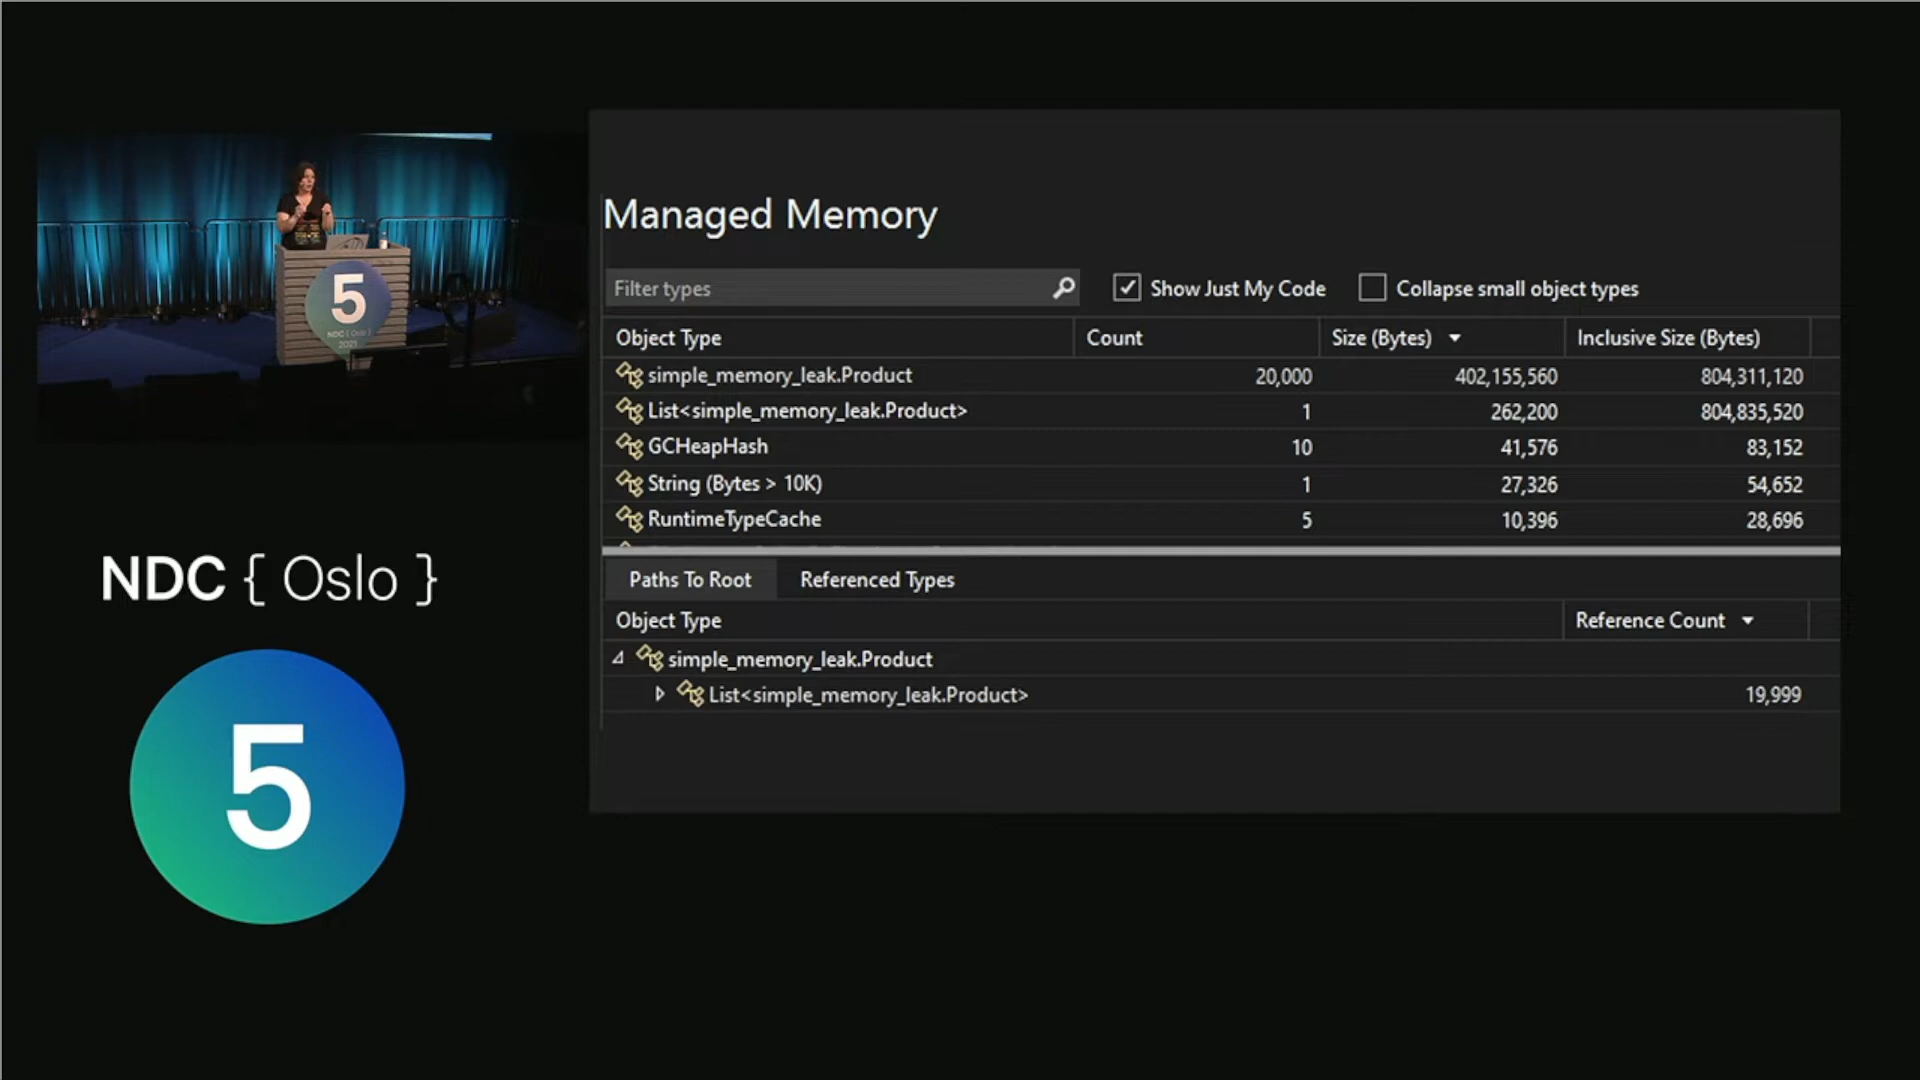 5
NDC { Oslo }
2021
NDC { Oslo }
5
Managed Memory
Filter types
Show Just My Code
Collapse small object types
Object Type Count Size (Bytes) Inclusive Size (Bytes)
simple_memory_leak.Product 20,000 402,155,560 804,311,120
List<simple_memory_leak.Product> 1 262,200 804,835,520
GCHeapHash 10 41,576 83,152
String (Bytes > 10K) 1 27,326 54,652
RuntimeTypeCache 5 10,396 28,696
Paths To Root Referenced Types
Object Type Reference Count
simple_memory_leak.Product
List<simple_memory_leak.Product> 19,999